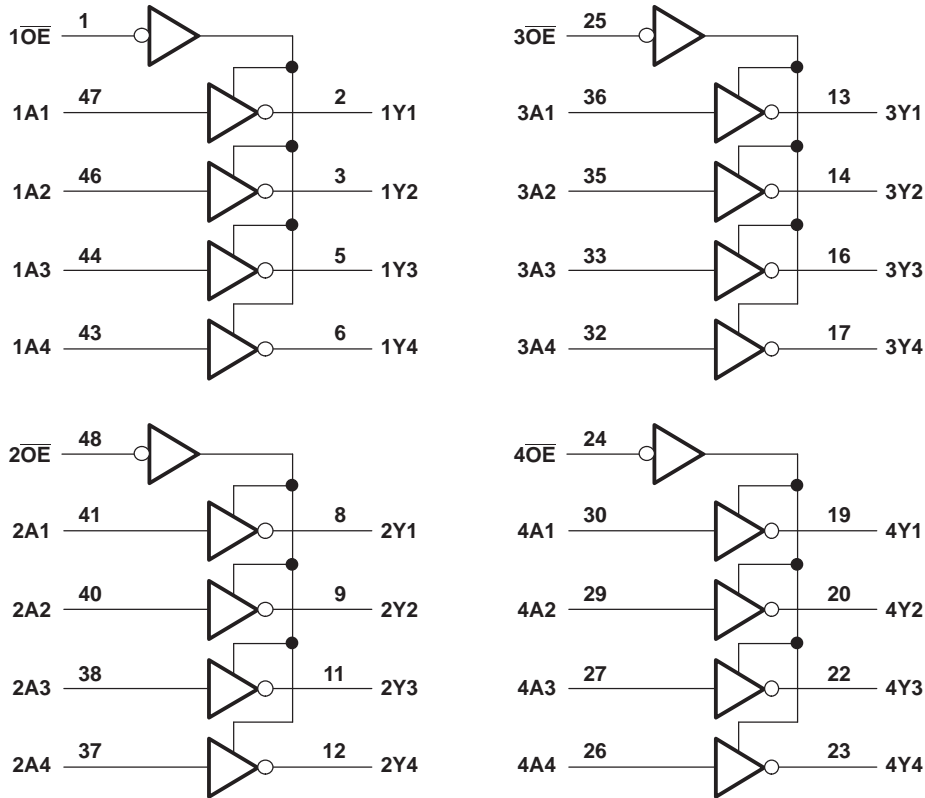 1OE 1
1A1 47 2 1Y1
1A2 46 3 1Y2
1A3 44 5 1Y3
1A4 43 6 1Y4
3OE 25
3A1 36 13 3Y1
3A2 35 14 3Y2
3A3 33 16 3Y3
3A4 32 17 3Y4
2OE 48
2A1 41 8 2Y1
2A2 40 9 2Y2
2A3 38 11 2Y3
2A4 37 12 2Y4
4OE 24
4A1 30 19 4Y1
4A2 29 20 4Y2
4A3 27 22 4Y3
4A4 26 23 4Y4